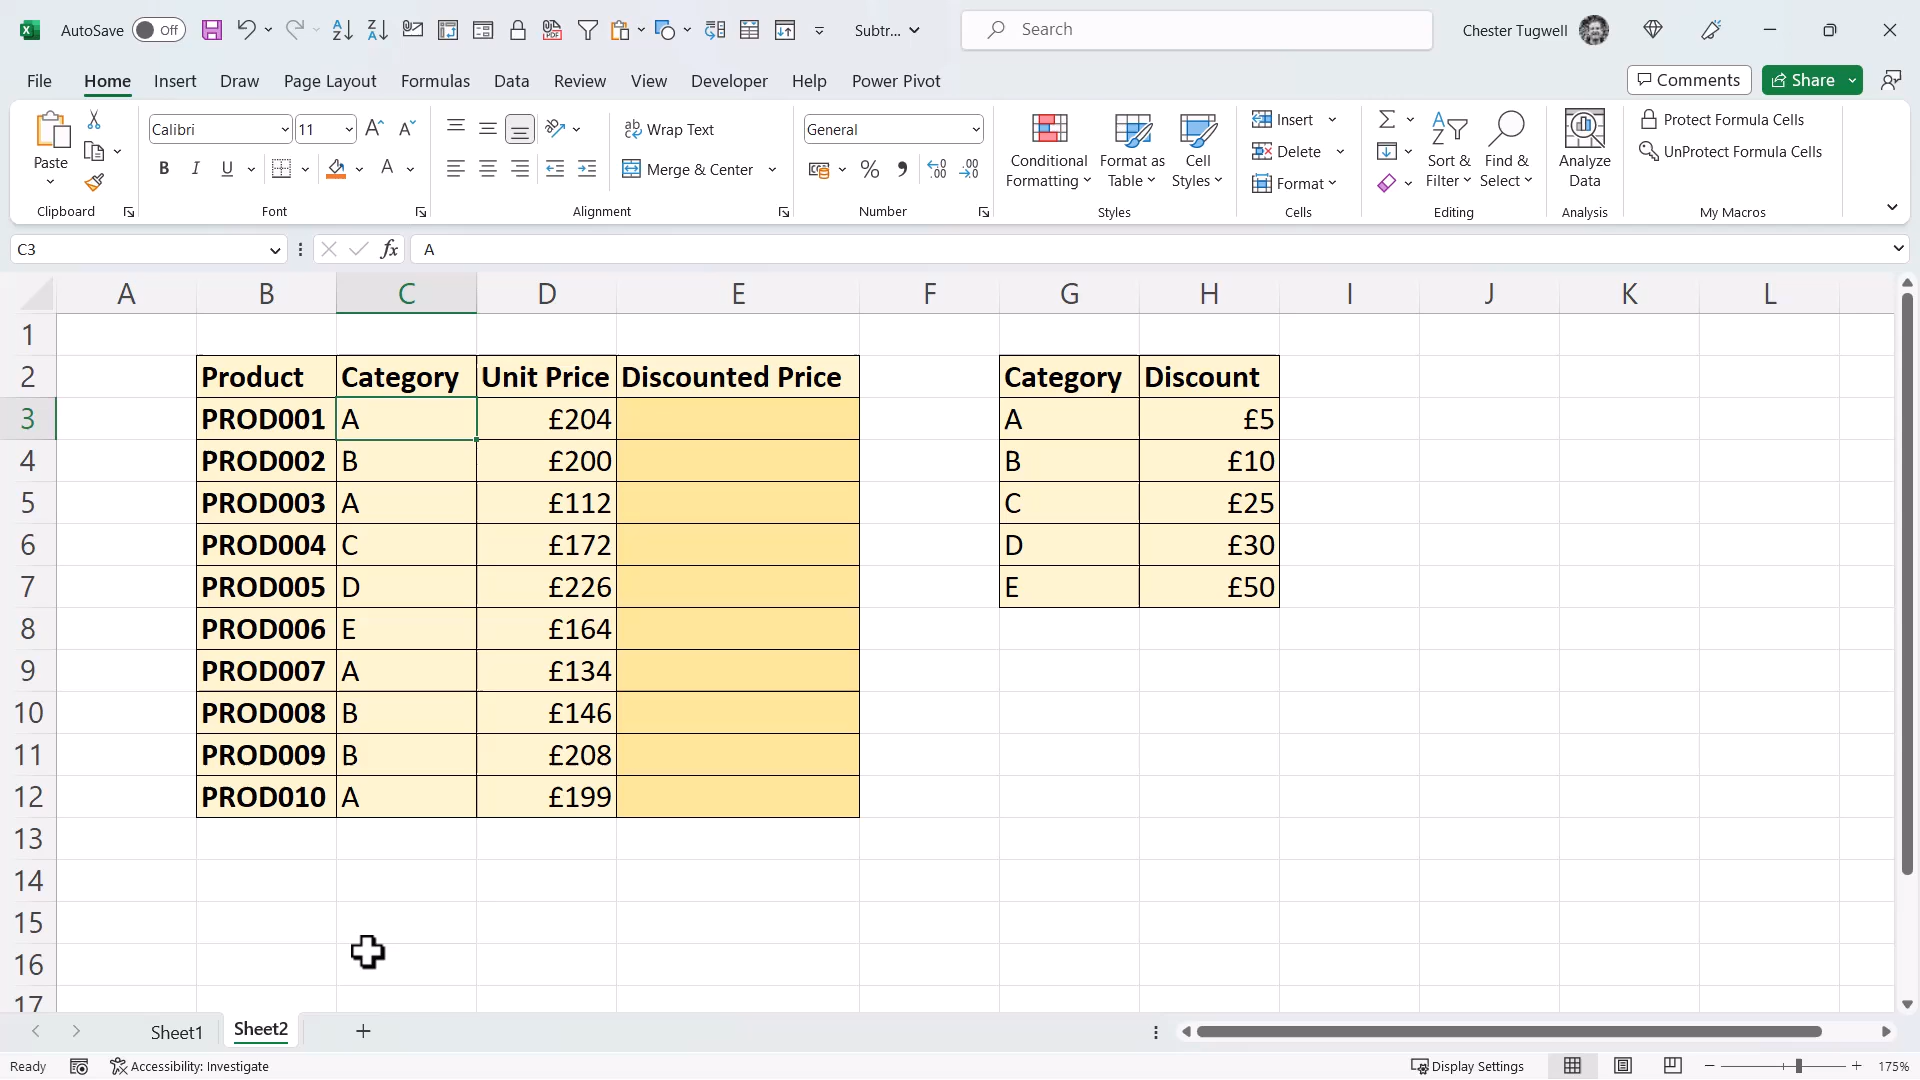 AutoSave Off Subtr... Search Chester Tugwell
File Home Insert Draw Page Layout Formulas Data Review View Developer Help Power Pivot Comments Share
Paste Calibri 11 Wrap Text General Conditional Formatting Format as Table Cell Styles Insert Sort & Filter Find & Select Analyze Data Protect Formula Cells
B I U A Merge & Center % Delete UnProtect Formula Cells
Format
Clipboard Font Alignment Number Styles Cells Editing Analysis My Macros
C3 fx A
A B C D E F G H I J K L
1
2 Product Category Unit Price Discounted Price Category Discount
3 PROD001 A £204 A £5
4 PROD002 B £200 B £10
5 PROD003 A £112 C £25
6 PROD004 C £172 D £30
7 PROD005 D £226 E £50
8 PROD006 E £164
9 PROD007 A £134
10 PROD008 B £146
11 PROD009 B £208
12 PROD010 A £199
13
14
15
16
17
Sheet1 Sheet2
Ready Accessibility: Investigate Display Settings 175%